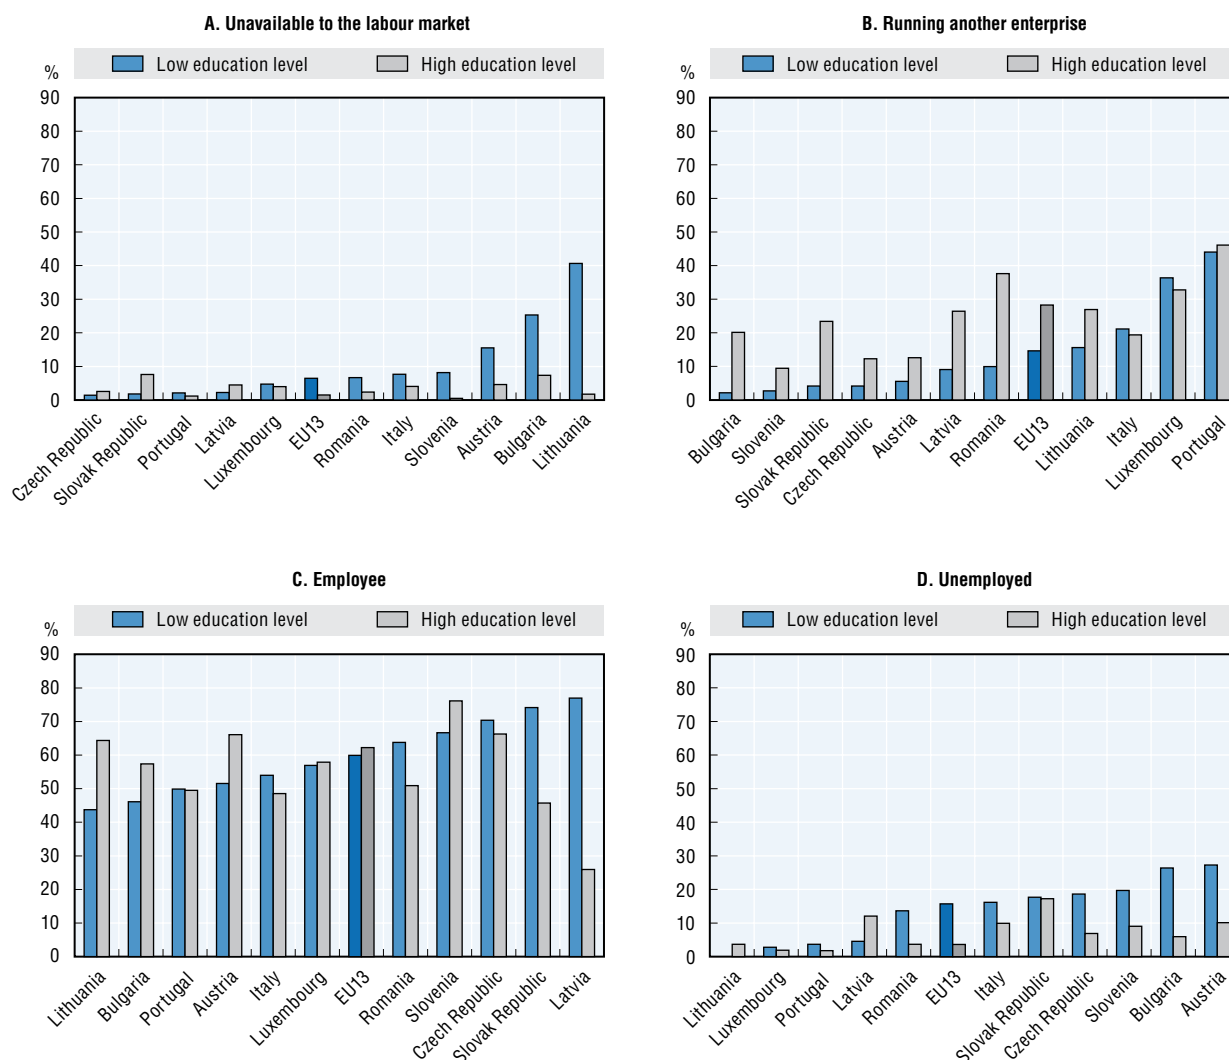 A. Unavailable to the labour market
Low education level
High education level
%
90
80
70
60
50
40
30
20
10
0
Czech Republic
Slovak Republic
Portugal
Latvia
Luxembourg
EU13
Romania
Italy
Slovenia
Austria
Bulgaria
Lithuania
B. Running another enterprise
Low education level
High education level
%
90
80
70
60
50
40
30
20
10
0
Bulgaria
Slovenia
Slovak Republic
Czech Republic
Austria
Latvia
Romania
EU13
Lithuania
Italy
Luxembourg
Portugal
C. Employee
Low education level
High education level
%
90
80
70
60
50
40
30
20
10
0
Lithuania
Bulgaria
Portugal
Austria
Italy
Luxembourg
EU13
Romania
Slovenia
Czech Republic
Slovak Republic
Latvia
D. Unemployed
Low education level
High education level
%
90
80
70
60
50
40
30
20
10
0
Lithuania
Luxembourg
Portugal
Latvia
Romania
EU13
Italy
Slovak Republic
Czech Republic
Slovenia
Bulgaria
Austria